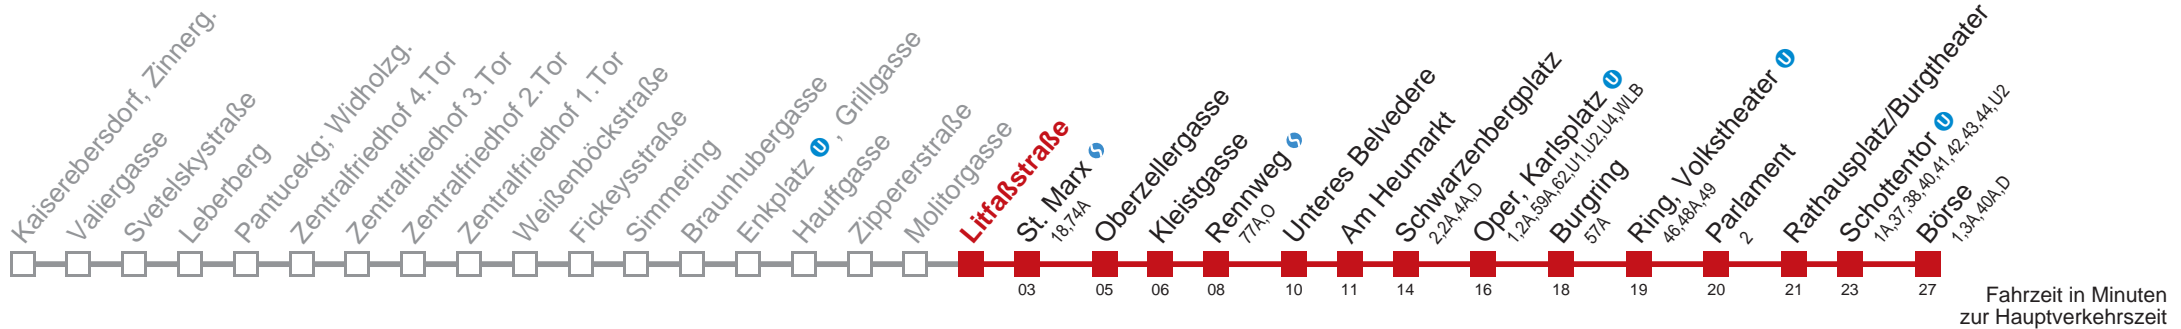 Kaiserebersdorf, Zinnerg.
Valiergasse
Svetelskystraße
Leberberg
Pantucekg; Widholzg.
Zentralfriedhof 4.Tor
Zentralfriedhof 3.Tor
Zentralfriedhof 2.Tor
Zentralfriedhof 1.Tor
Weißenböckstraße
Fickeysstraße
Simmering
Braunhubergasse
Enkplatz U , Grillgasse
Hauffgasse
Zippererstraße
Molitorgasse
Litfaßstraße
St. Marx S
18,74A
Oberzellergasse
Kleistgasse
Rennweg S
77A,O
Unteres Belvedere
Am Heumarkt
Schwarzenbergplatz
2,2A,4A,D
Oper, Karlsplatz U
1,2A,59A,62,U1,U2,U4,WLB
Burgring
57A
Ring, Volkstheater U
46,48A,49
Parlament
2
Rathausplatz/Burgtheater
Schottentor U
1A,37,38,40,41,42,43,44,U2
Börse
1,3A,40A,D
03 05 06 08 10 11 14 16 18 19 20 21 23 27
Fahrzeit in Minuten
zur Hauptverkehrszeit